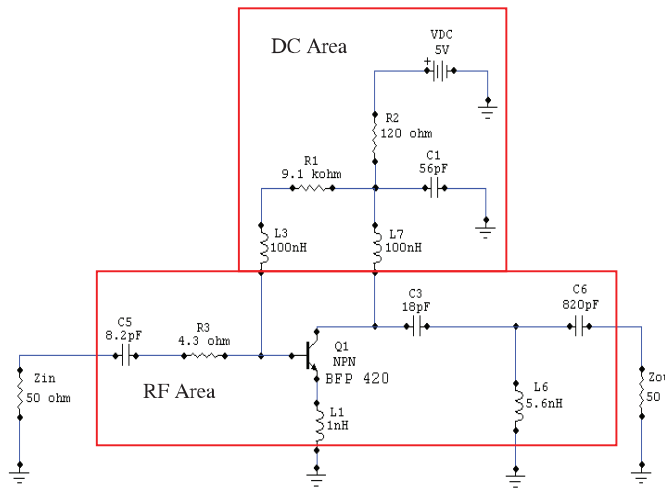 DC Area
VDC
5V
+
R2
120 ohm
R1
9.1 kohm
C1
56pF
L3
100nH
L7
100nH
C5
8.2pF
R3
4.3 ohm
C3
18pF
C6
820pF
Q1
NPN
BFP 420
Zin
50 ohm
RF Area
L1
1nH
L6
5.6nH
Zou
50